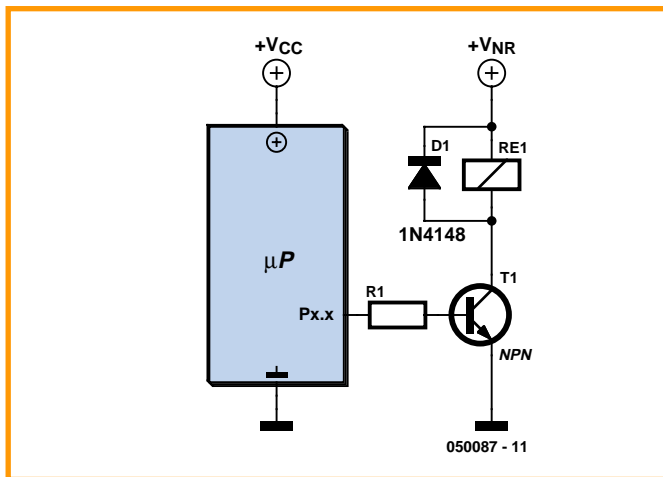 +VCC
+VNR
D1
RE1
1N4148
µP
T1
R1
Px.x
NPN
050087 - 11